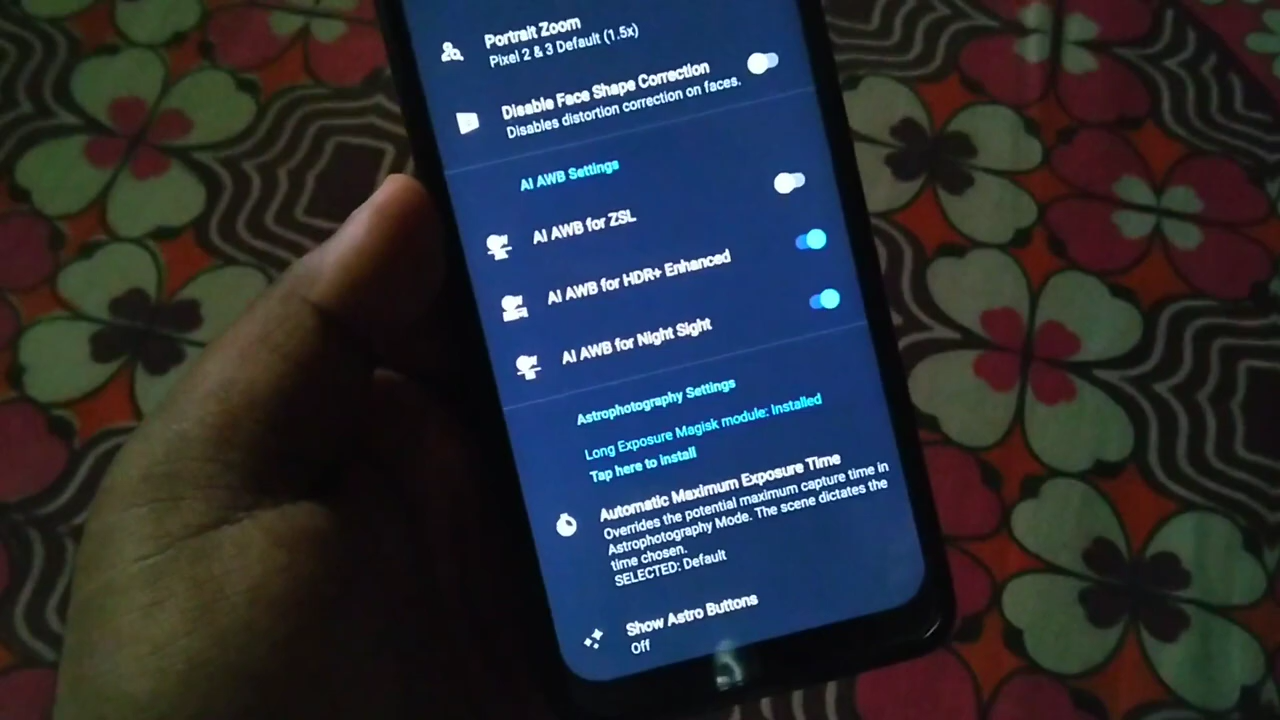 Portrait Zoom
Pixel 2 & 3 Default (1.5x)
Disable Face Shape Correction
Disables distortion correction on faces.
AI AWB Settings
AI AWB for ZSL
AI AWB for HDR+ Enhanced
AI AWB for Night Sight
Astrophotography Settings
Long Exposure Magisk module: Installed
Tap here to install
Automatic Maximum Exposure Time
Overrides the potential maximum capture time in
Astrophotography Mode. The scene dictates the
time chosen.
SELECTED: Default
Show Astro Buttons
Off